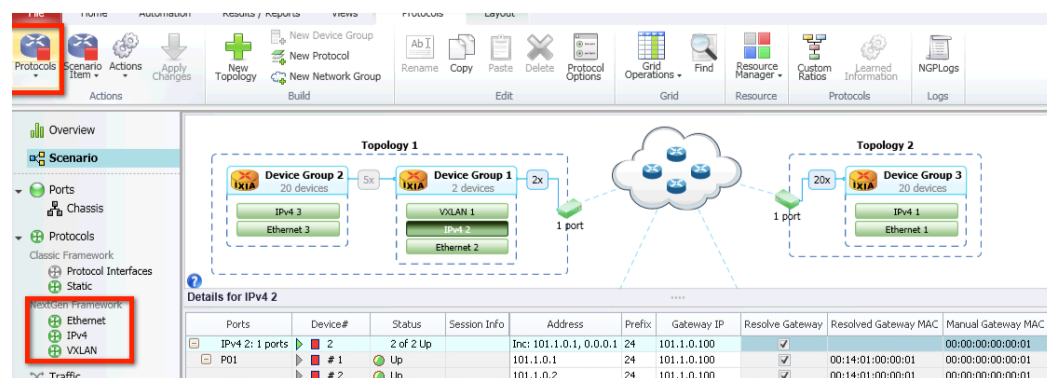 File Home Automation Results / Reports Views Protocols Layout
Protocols
Scenario Item
Actions
Apply Changes
Actions
New Topology
New Device Group
New Protocol
New Network Group
Build
Ab
Rename
Copy
Paste
Delete
Protocol Options
Edit
Grid Operations
Find
Grid
Resource Manager
Resource
Custom Ratios
Learned Information
Protocols
NGPLogs
Logs
Overview
Scenario
Ports
Chassis
Protocols
Classic Framework
Protocol Interfaces
Static
NextGen Framework
Ethernet
IPv4
VXLAN
Traffic
Topology 1
IXIA
Device Group 2
20 devices
IPv4 3
Ethernet 3
5x
IXIA
Device Group 1
2 devices
VXLAN 1
IPv4 2
Ethernet 2
2x
1 port
Topology 2
1 port
20x
IXIA
Device Group 3
20 devices
IPv4 1
Ethernet 1
?
Details for IPv4 2
Ports Device# Status Session Info Address Prefix Gateway IP Resolve Gateway Resolved Gateway MAC Manual Gateway MAC
IPv4 2: 1 ports 2 2 of 2 Up Inc: 101.1.0.1, 0.0.0.1 24 101.1.0.100 00:00:00:00:00:01
P01 # 1 Up 101.1.0.1 24 101.1.0.100 00:14:01:00:00:01 00:00:00:00:00:01
# 2 Up 101.1.0.2 24 101.1.0.100 00:14:01:00:00:01 00:00:00:00:00:01